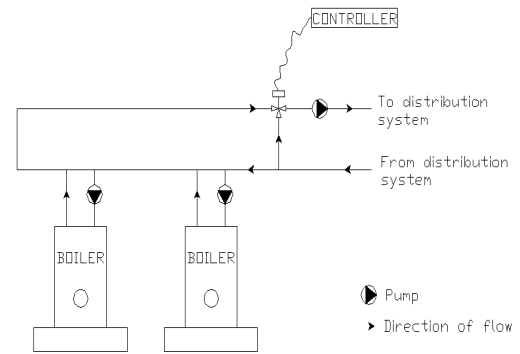 CONTROLLER
To distribution
system
From distribution
system
BOILER
BOILER
Pump
Direction of flow